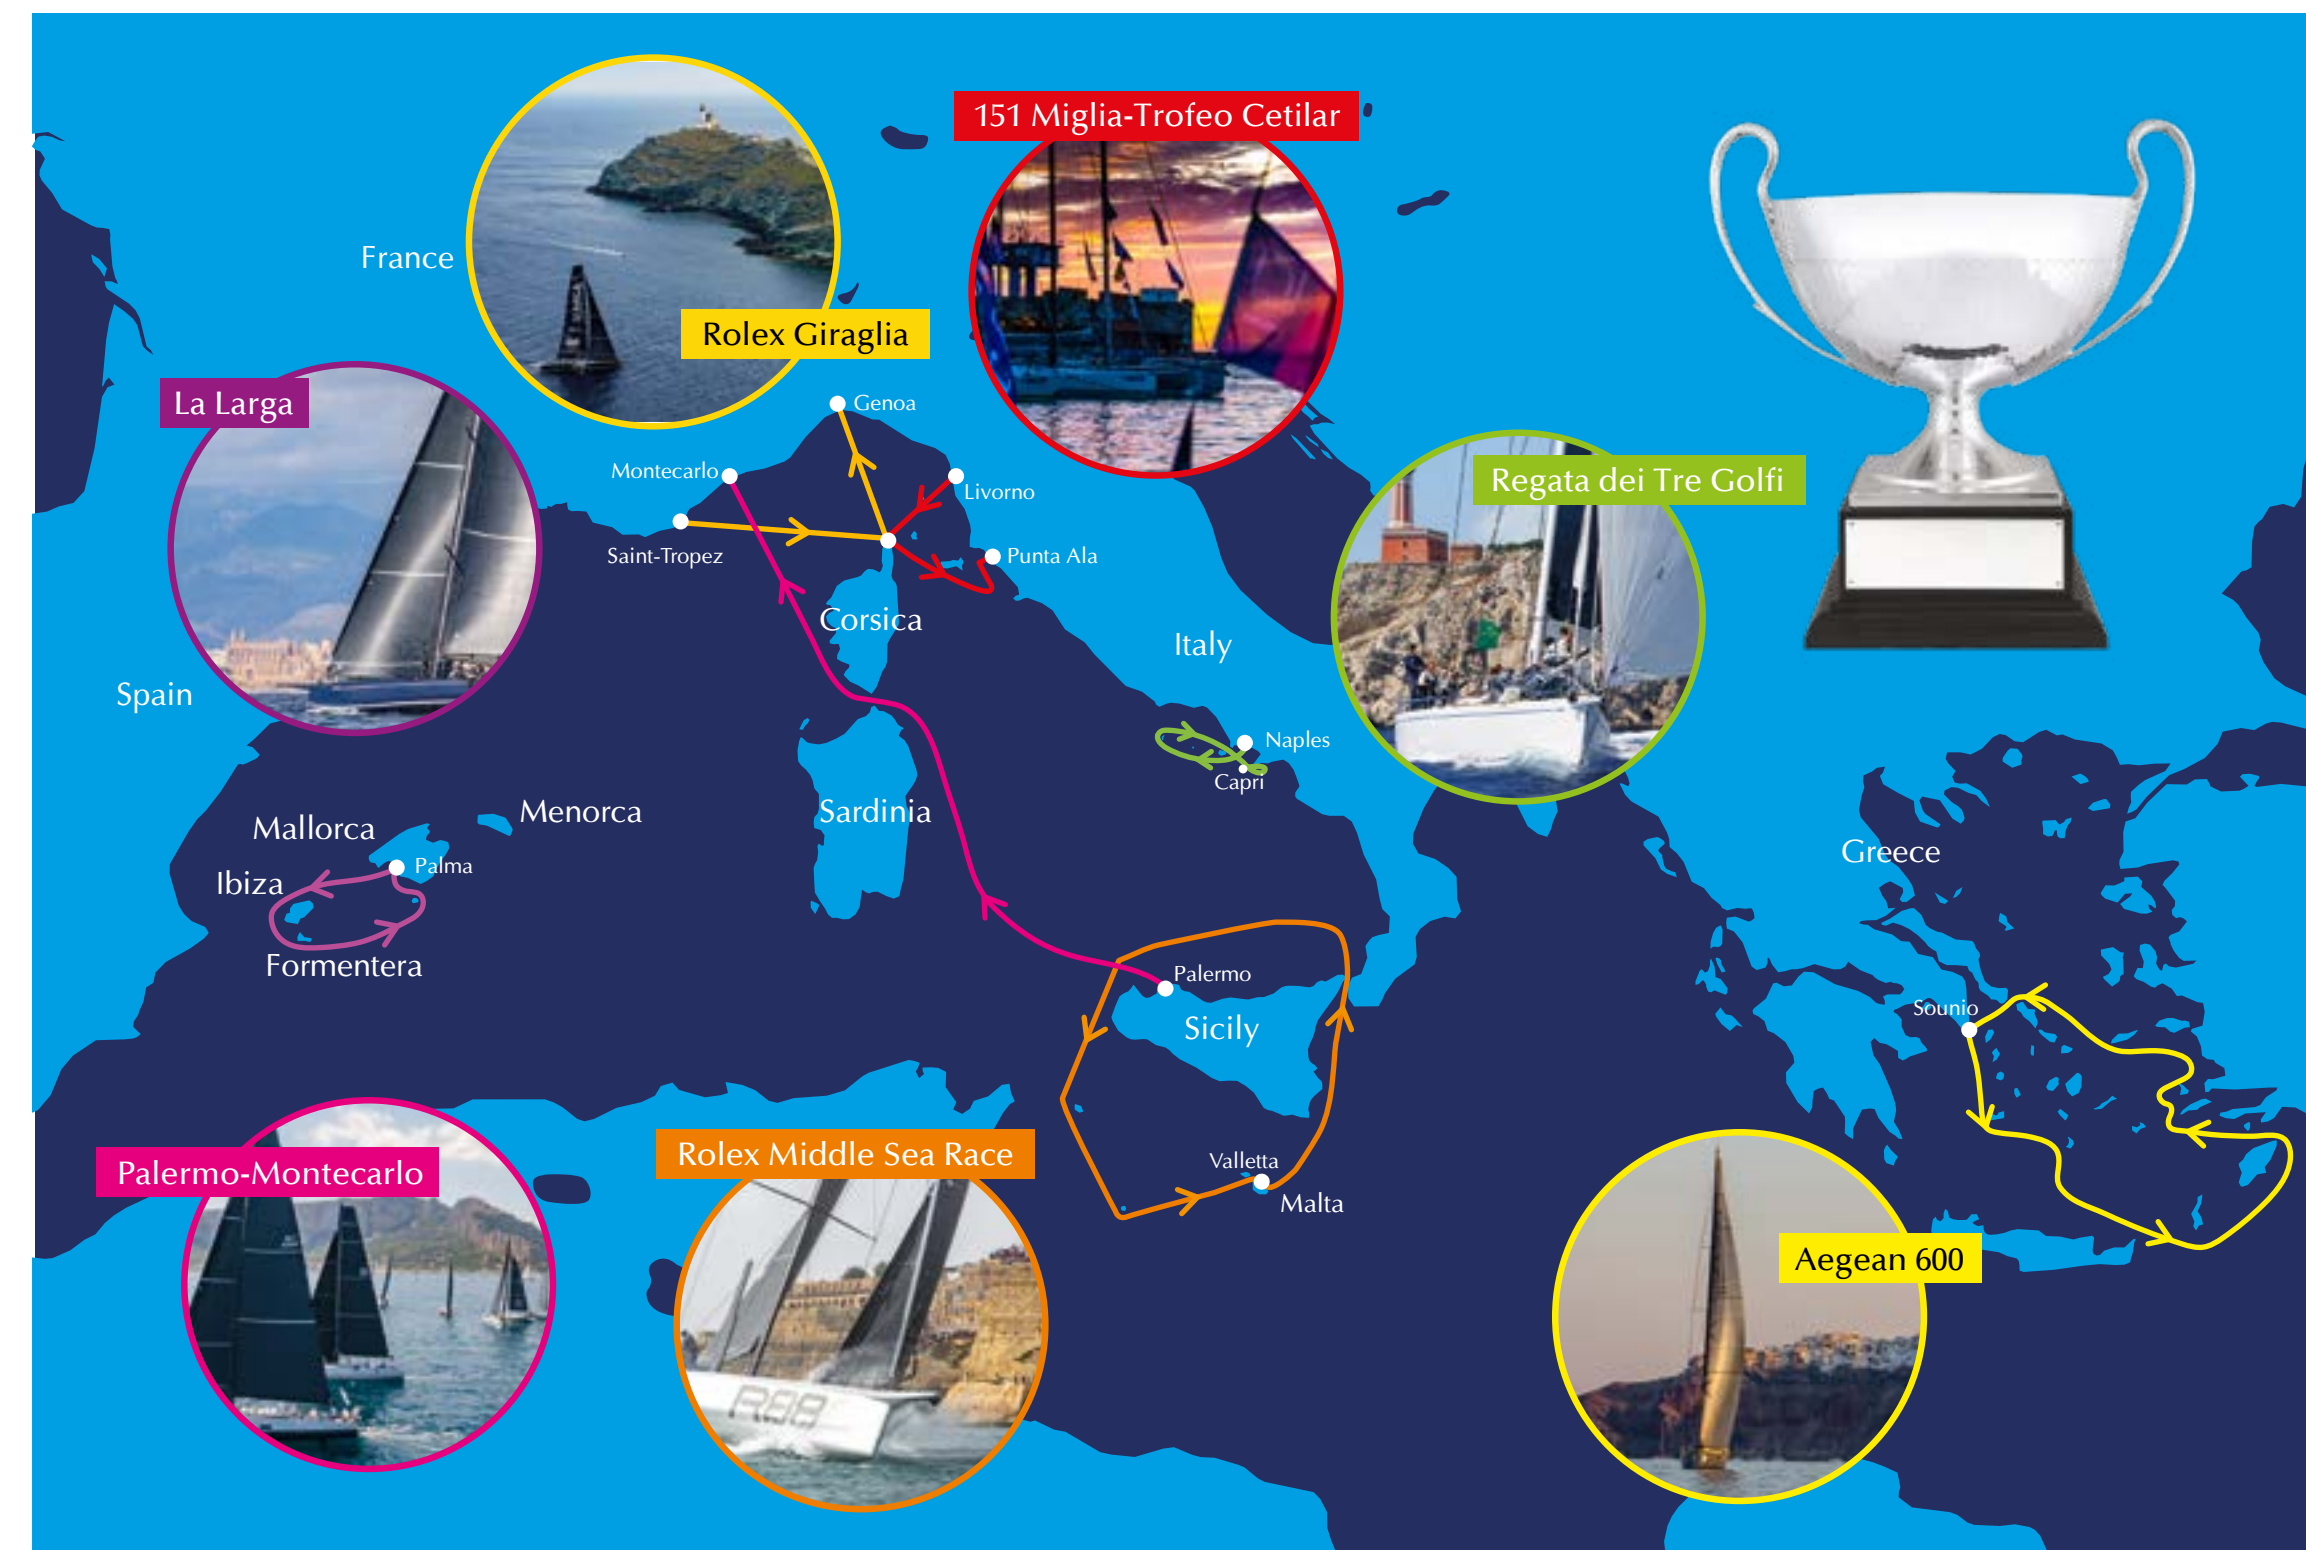 151 Miglia-Trofeo Cetilar
France
Rolex Giraglia
La Larga
Genoa
Montecarlo
Livorno
Regata dei Tre Golfi
Saint-Tropez
Punta Ala
Corsica
Italy
Spain
Naples
Capri
Menorca
Mallorca
Sardinia
Greece
Palma
Ibiza
Formentera
Palermo
Sounio
Sicily
Rolex Middle Sea Race
Valletta
Palermo-Montecarlo
Malta
Aegean 600
R88